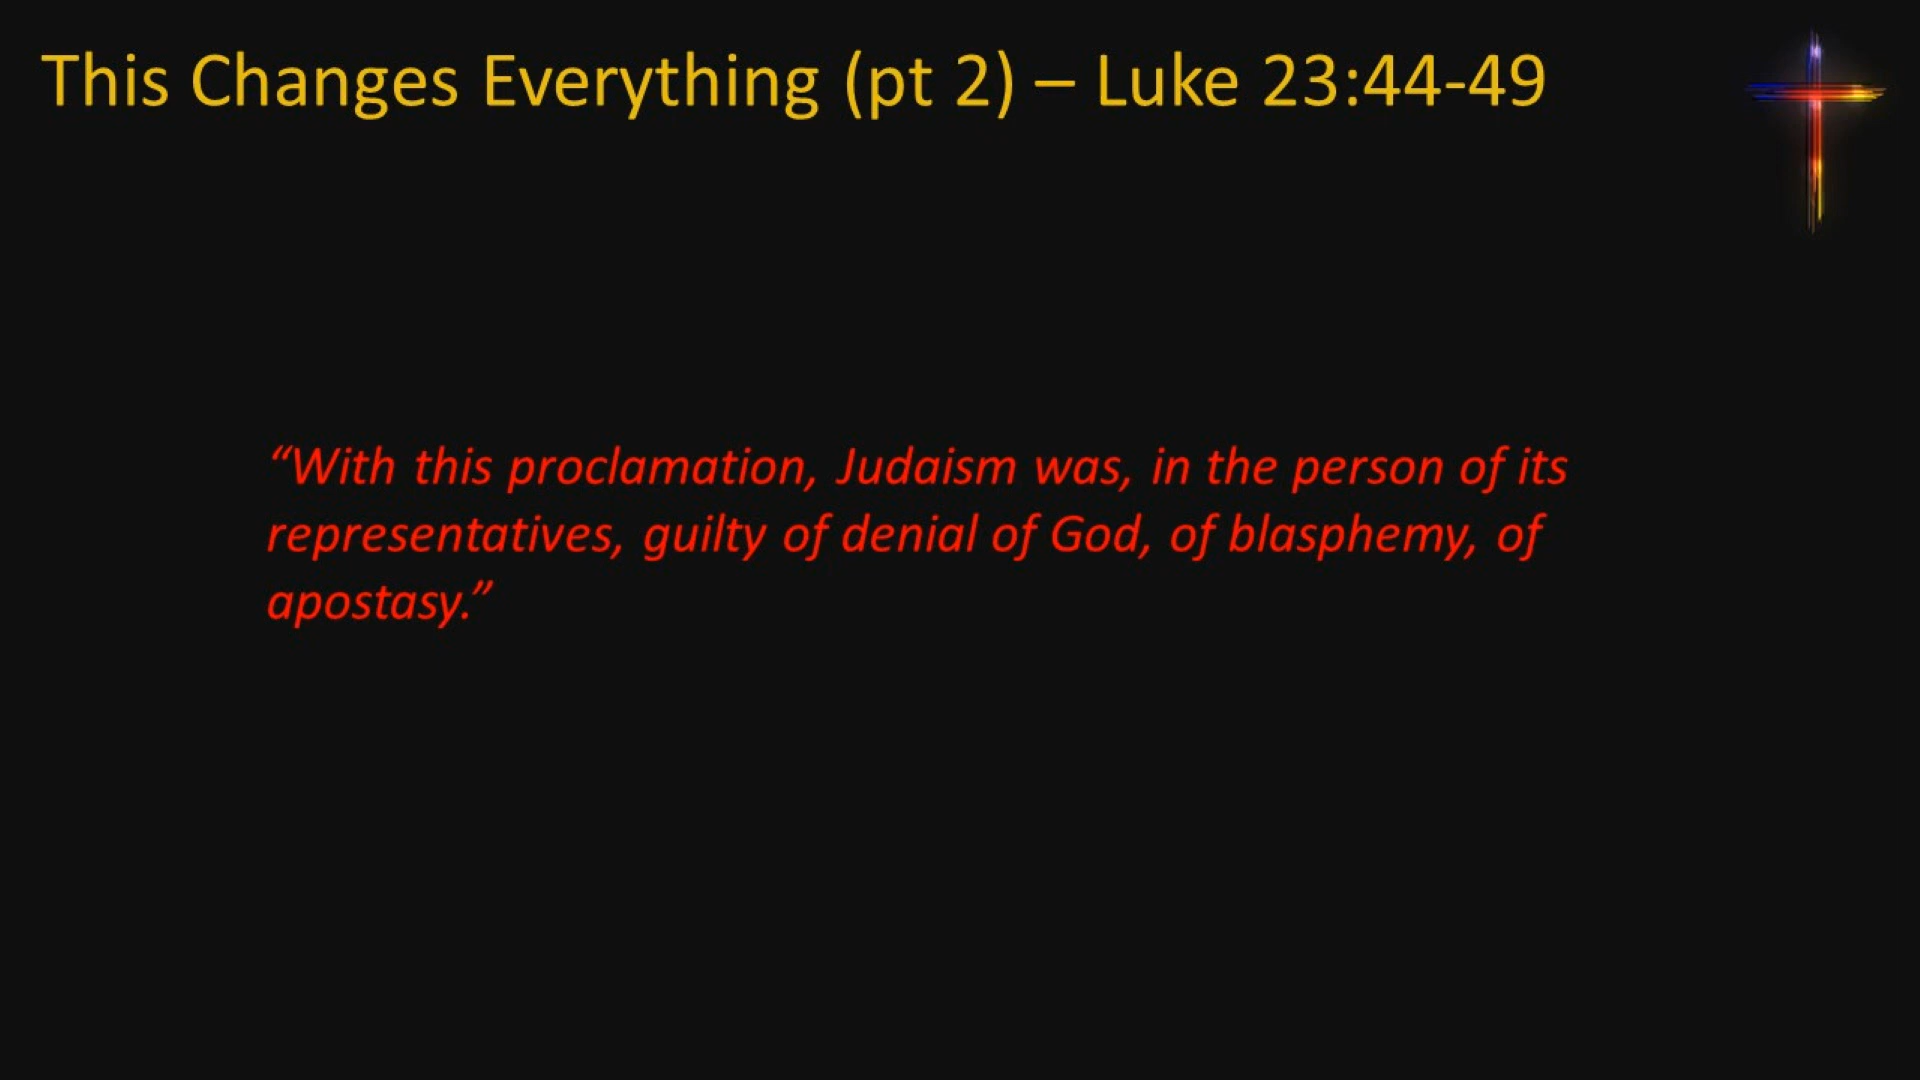 This Changes Everything (pt 2) – Luke 23:44-49
“With this proclamation, Judaism was, in the person of its
representatives, guilty of denial of God, of blasphemy, of
apostasy.”